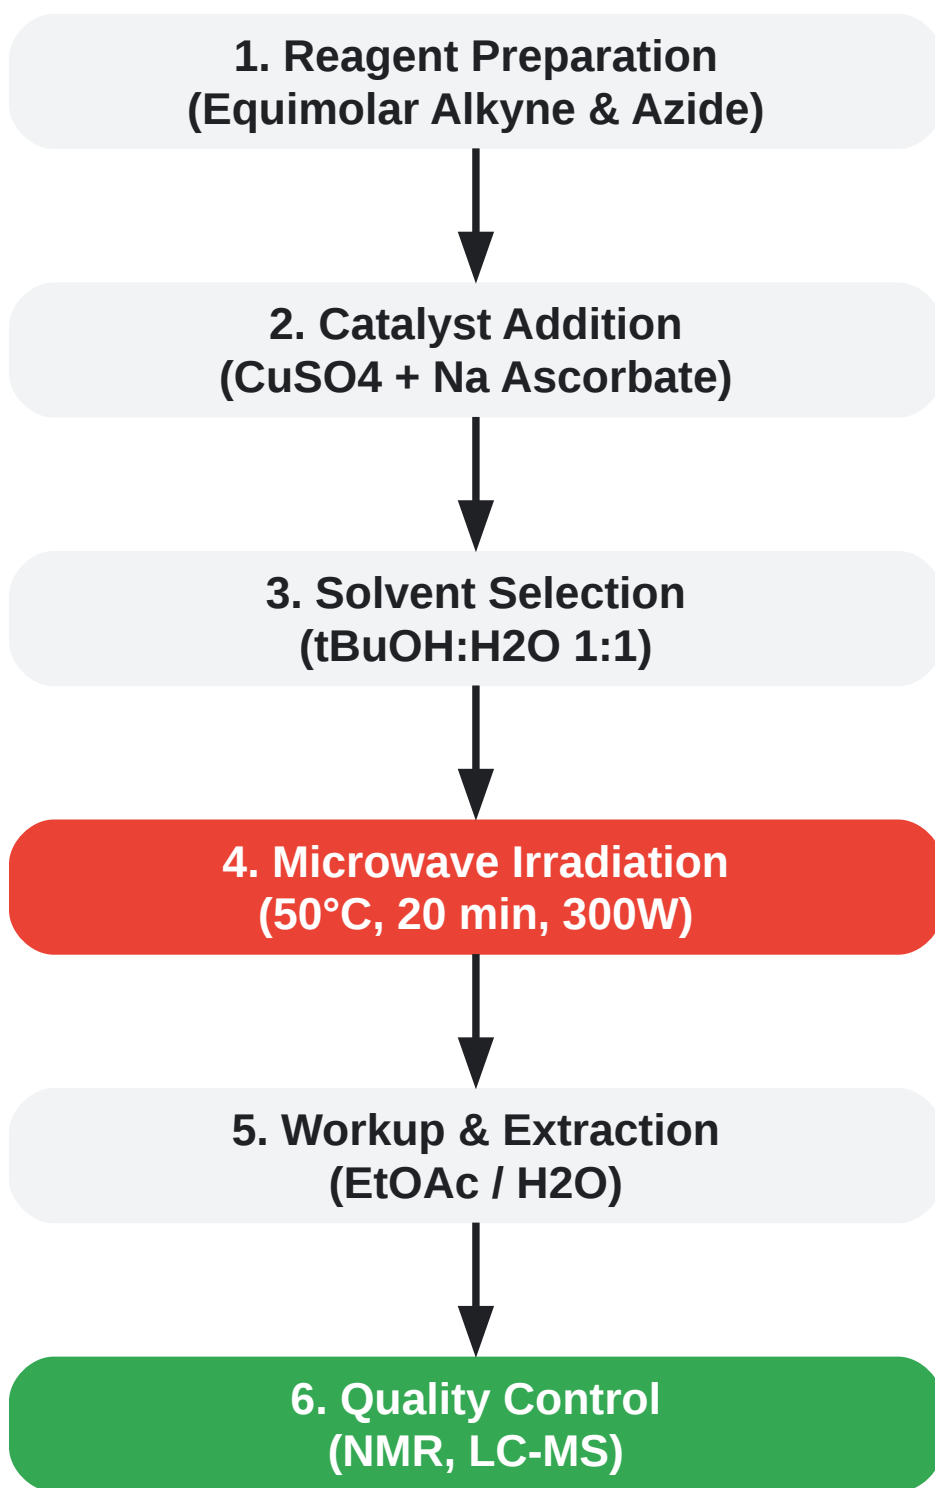 1. Reagent Preparation
(Equimolar Alkyne & Azide)
2. Catalyst Addition
(CuSO4 + Na Ascorbate)
3. Solvent Selection
(tBuOH:H2O 1:1)
4. Microwave Irradiation
(50°C, 20 min, 300W)
5. Workup & Extraction
(EtOAc / H2O)
6. Quality Control
(NMR, LC-MS)